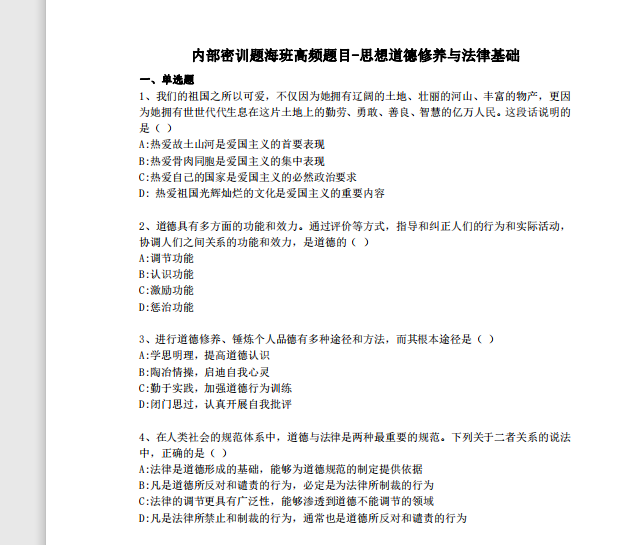 内部密训题海班高频题目-思想道德修养与法律基础
一、单选题
1、我们的祖国之所以可爱，不仅因为她拥有辽阔的土地、壮丽的河山、丰富的物产，更因
为她拥有世世代代生息在这片土地上的勤劳、勇敢、善良、智慧的亿万人民。这段话说明的
是（ ）
A:热爱故土山河是爱国主义的首要表现
B:热爱骨肉同胞是爱国主义的集中表现
C:热爱自己的国家是爱国主义的必然政治要求
D: 热爱祖国光辉灿烂的文化是爱国主义的重要内容
2、道德具有多方面的功能和效力。通过评价等方式，指导和纠正人们的行为和实际活动，
协调人们之间关系的功能和效力，是道德的（ ）
A:调节功能
B:认识功能
C:激励功能
D:惩治功能
3、进行道德修养、锤炼个人品德有多种途径和方法，而其根本途径是（ ）
A:学思明理，提高道德认识
B:陶冶情操，启迪自我心灵
C:勤于实践，加强道德行为训练
D:闭门思过，认真开展自我批评
4、在人类社会的规范体系中，道德与法律是两种最重要的规范。下列关于二者关系的说法
中，正确的是（ ）
A:法律是道德形成的基础，能够为道德规范的制定提供依据
B:凡是道德所反对和谴责的行为，必定是为法律所制裁的行为
C:法律的调节更具有广泛性，能够渗透到道德不能调节的领域
D:凡是法律所禁止和制裁的行为，通常也是道德所反对和谴责的行为